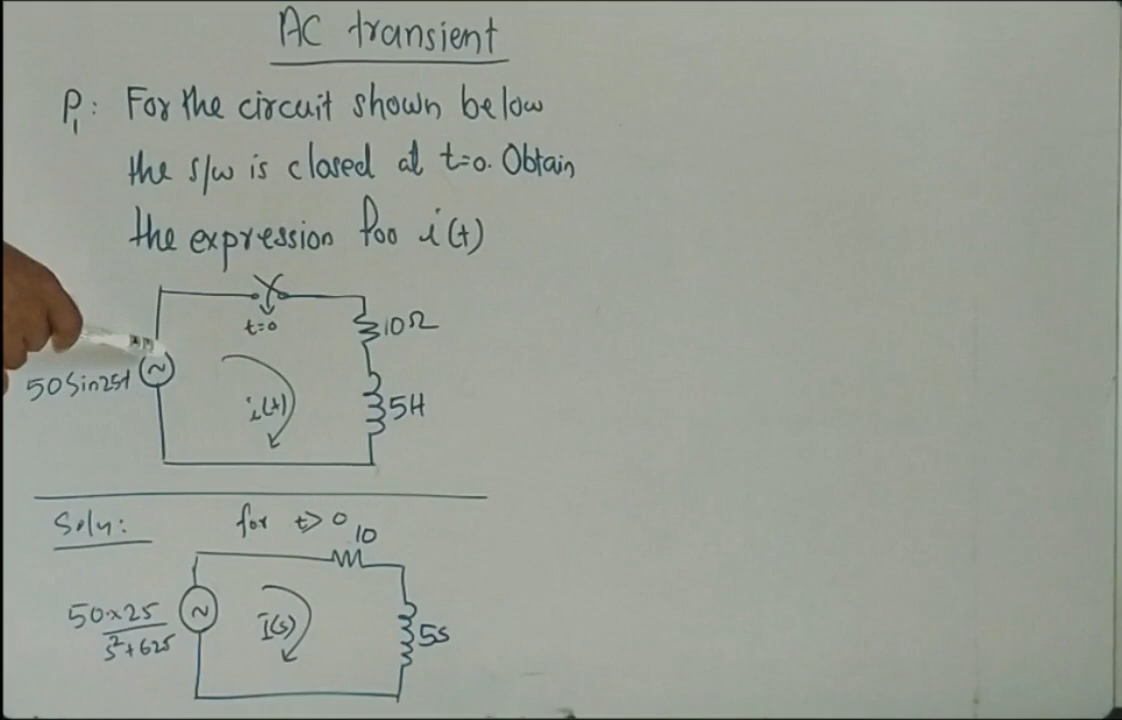 AC transient
P1: For the circuit shown below
the s/w is closed at t=0. Obtain
the expression foo i(t)
t=0
10Ω
50Sin25t
i(t)
5H
Soln:
for t>0
10
50×25
s²+625
I(s)
5s